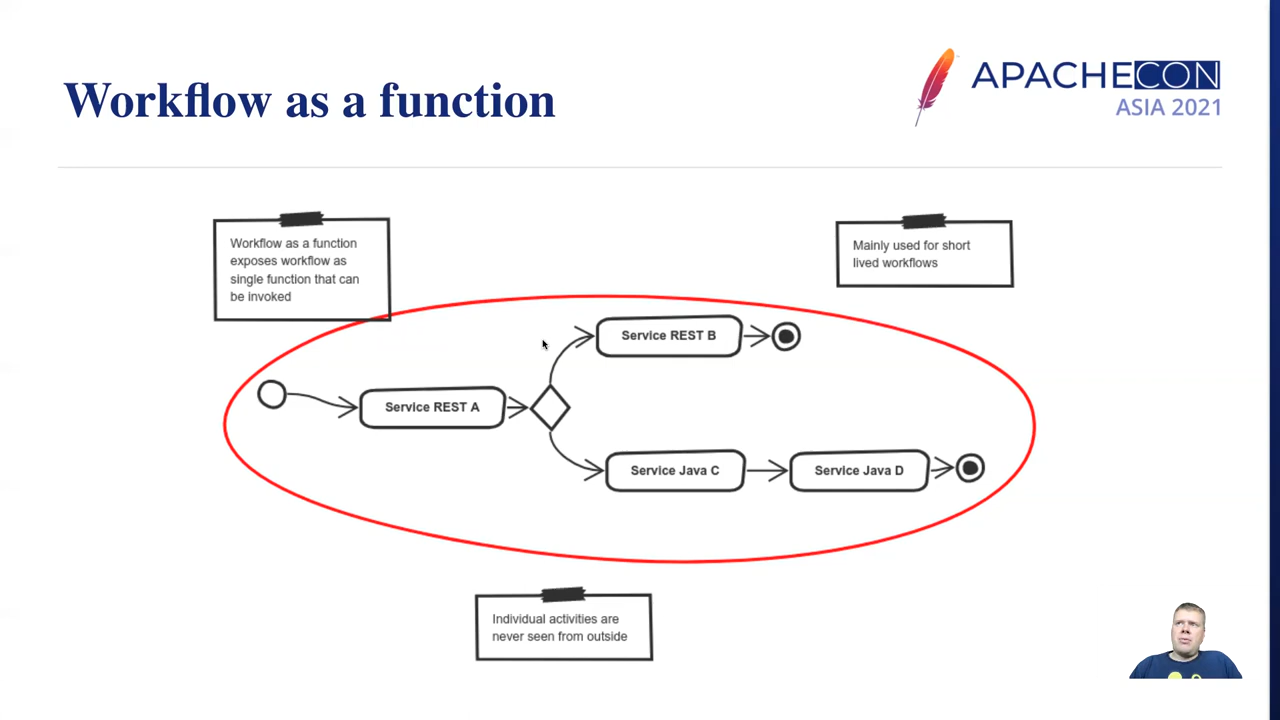 Workflow as a function
APACHECON
ASIA 2021
Workflow as a function
exposes workflow as
single function that can
be invoked
Mainly used for short
lived workflows
Service REST B
Service REST A
Service Java C
Service Java D
Individual activities are
never seen from outside